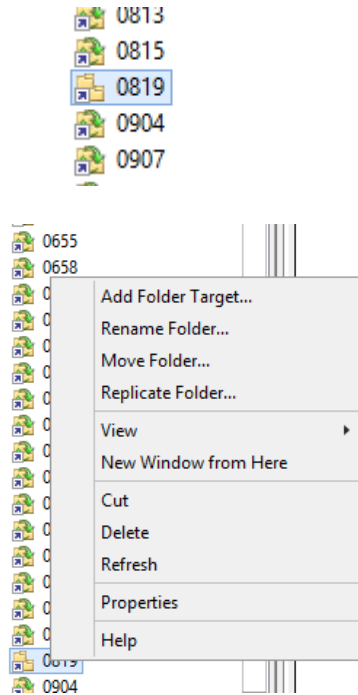 0813
0815
0819
0904
0907
0655
0658
Add Folder Target...
Rename Folder...
Move Folder...
Replicate Folder...
View
New Window from Here
Cut
Delete
Refresh
Properties
Help
0819
0904